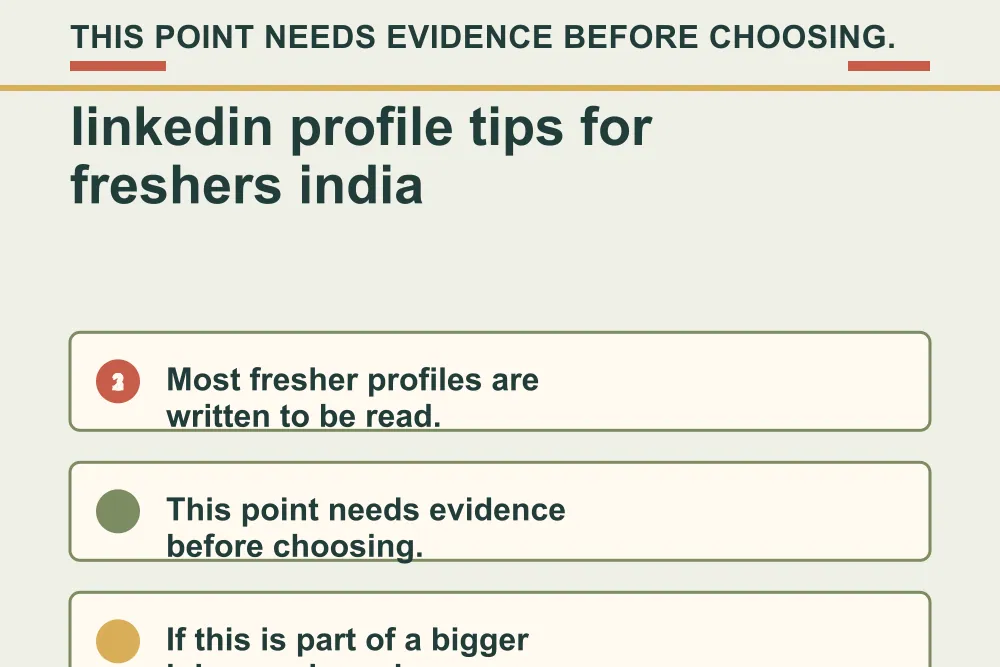 THIS POINT NEEDS EVIDENCE BEFORE CHOOSING.
linkedin profile tips for
freshers india
Most fresher profiles are
written to be read.
This point needs evidence
before choosing.
If this is part of a bigger